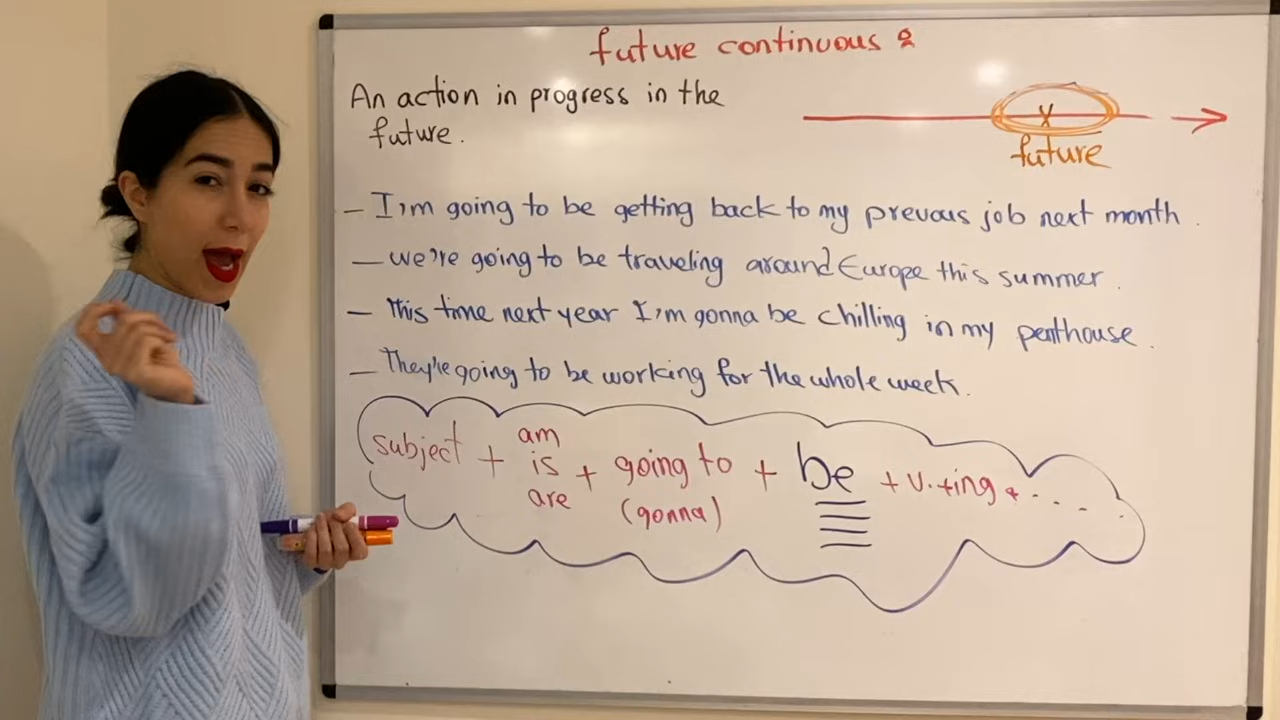 future continuous :
An action in progress in the
future.
future
- I'm going to be getting back to my prevous job next month.
- we're going to be traveling around Europe this summer.
- This time next year I'm gonna be chilling in my penthouse.
- They're going to be working for the whole week.
subject + am is are + going to (gonna) + be + v.+ing + ...